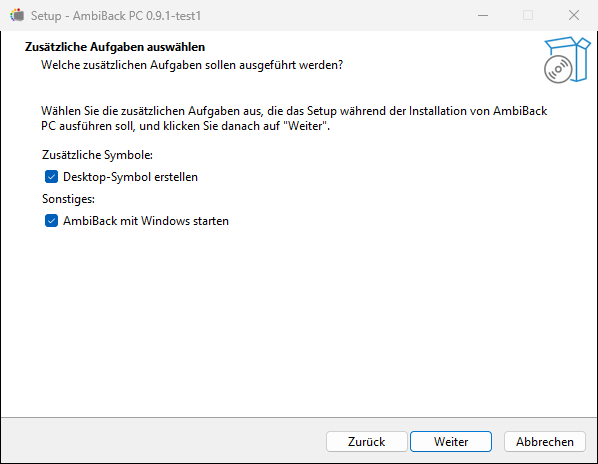 Setup - AmbiBack PC 0.9.1-test1
Zusätzliche Aufgaben auswählen
Welche zusätzlichen Aufgaben sollen ausgeführt werden?
Wählen Sie die zusätzlichen Aufgaben aus, die das Setup während der Installation von AmbiBack
PC ausführen soll, und klicken Sie danach auf "Weiter".
Zusätzliche Symbole:
Desktop-Symbol erstellen
Sonstiges:
AmbiBack mit Windows starten
Zurück Weiter Abbrechen